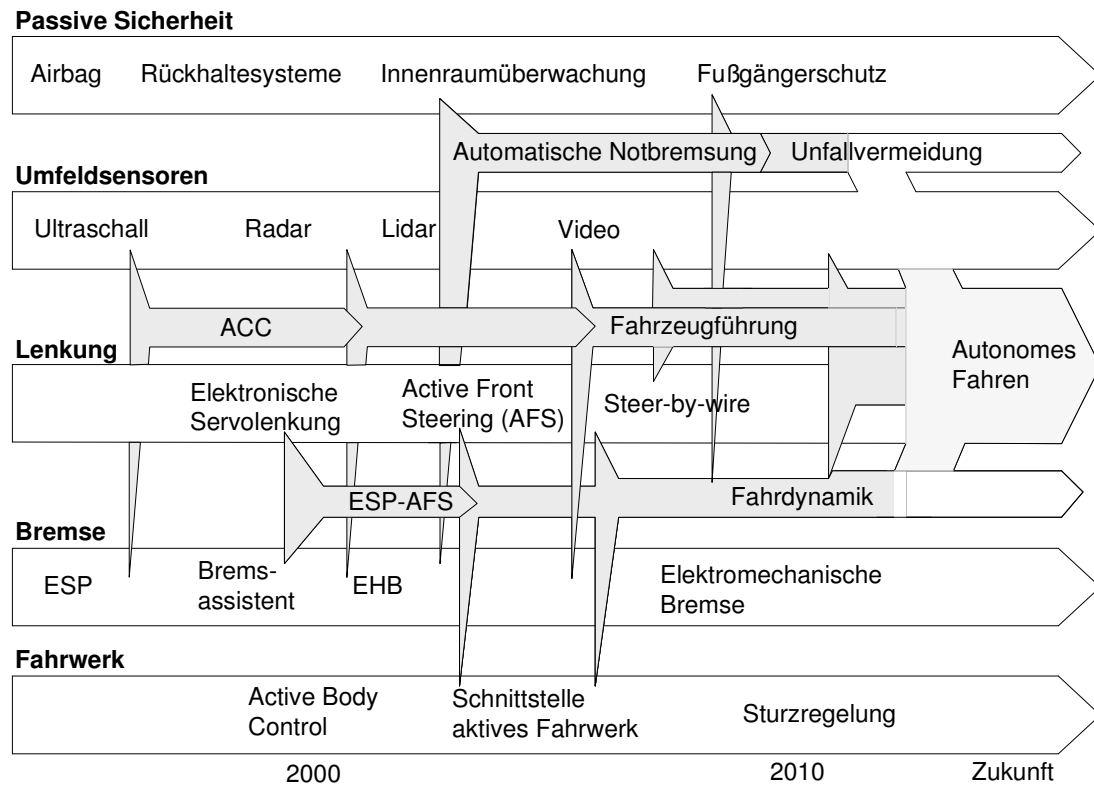 Passive Sicherheit
Airbag Rückhaltesysteme Innenraumüberwachung Fußgängerschutz
Automatische Notbremsung Unfallvermeidung
Umfeldsensoren
Ultraschall Radar Lidar Video
ACC Fahrzeugführung
Lenkung
Autonomes
Fahren
Elektronische
Servolenkung
Active Front
Steering (AFS)
Steer-by-wire
ESP-AFS Fahrdynamik
Bremse
ESP
Brems-
assistent
EHB
Elektromechanische
Bremse
Fahrwerk
Active Body
Control
Schnittstelle
aktives Fahrwerk
Sturzregelung
2000 2010 Zukunft